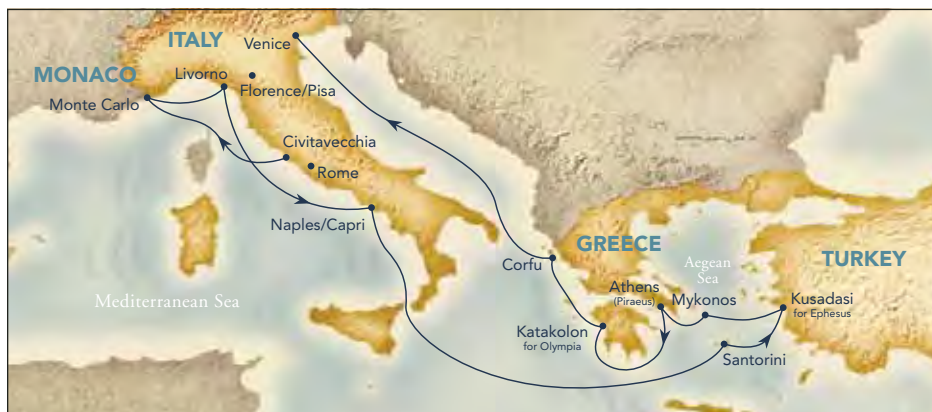 ITALY
Venice
MONACO
Livorno
Florence/Pisa
Monte Carlo
Civitavecchia
Rome
Naples/Capri
Corfu
GREECE
Aegean
Sea
TURKEY
Athens
(Piraeus)
Mykonos
Kusadasi
for Ephesus
Mediterranean Sea
Katakolon
for Olympia
Santorini